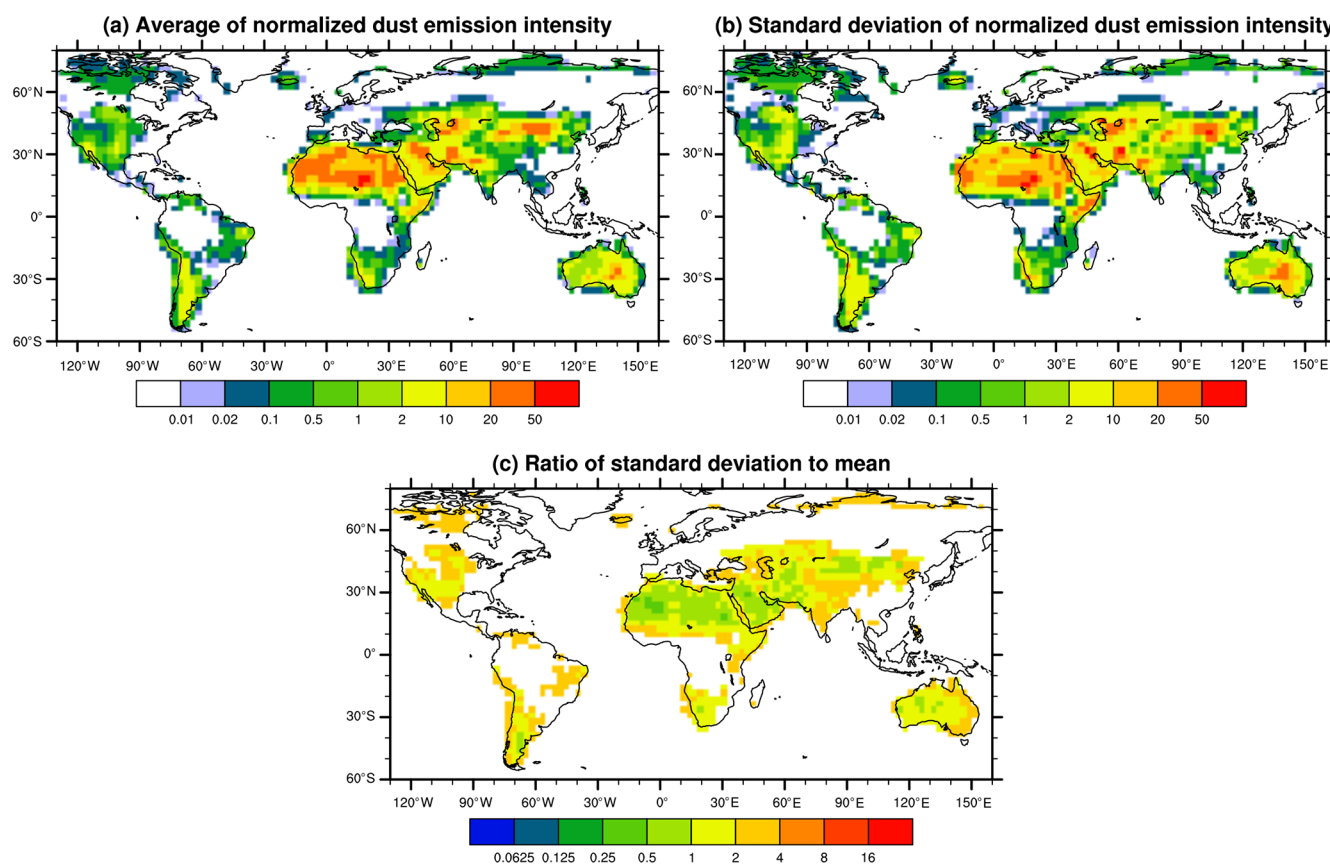 (a) Average of normalized dust emission intensity
60°N
30°N
0°
30°S
60°S
120°W 90°W 60°W 30°W 0° 30°E 60°E 90°E 120°E 150°E
0.01 0.02 0.1 0.5 1 2 10 20 50
(b) Standard deviation of normalized dust emission intensity
60°N
30°N
0°
30°S
60°S
120°W 90°W 60°W 30°W 0° 30°E 60°E 90°E 120°E 150°E
0.01 0.02 0.1 0.5 1 2 10 20 50
(c) Ratio of standard deviation to mean
60°N
30°N
0°
30°S
60°S
120°W 90°W 60°W 30°W 0° 30°E 60°E 90°E 120°E 150°E
0.0625 0.125 0.25 0.5 1 2 4 8 16